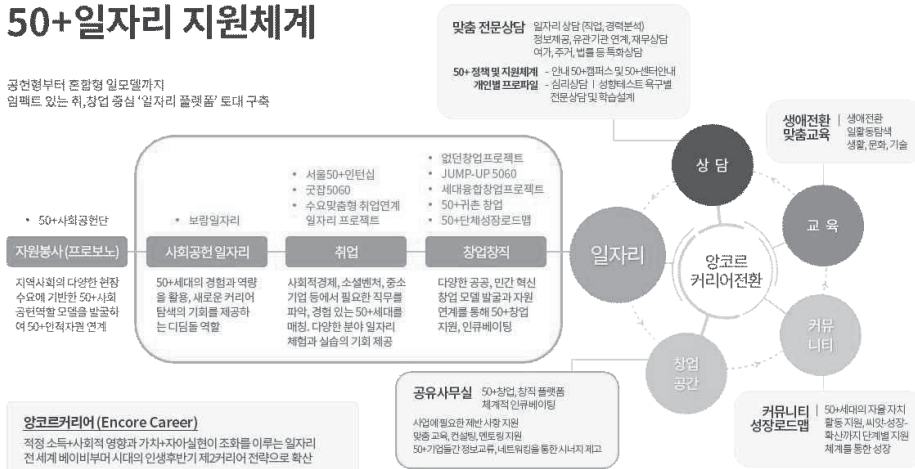 50+일자리 지원체계
공헌형부터 혼합형 일모델까지
임팩트 있는 취,창업 중심 '일자리 플랫폼' 토대 구축
맞춤 전문상담 일자리 상담 (직업, 경력분석)
정보제공, 유관기관 연계, 재무상담
여가, 주거, 법률 등 특화상담
50+ 정책 및 지원체계 - 안내 50+캠퍼스 및 50+센터안내
개인별 프로파일 - 심리상담 ㅣ 성향테스트 욕구별
전문상담 및 학습설계
생애전환 맞춤교육
생애전환
일활동탐색
생활, 문화, 기술
• 50+사회공헌단
자원봉사 (프로보노)
지역사회의 다양한 현장
수요에 기반한 50+사회
공헌역할 모델을 발굴하
여 50+인적자원 연계
• 보람일자리
사회공헌 일자리
50+세대의 경험과 역량
을 활용, 새로운 커리어
탐색의 기회를 제공하
는 디딤돌 역할
• 서울50+인턴십
• 굿잡5060
• 수요맞춤형 취업연계
일자리 프로젝트
취업
사회적경제, 소셜벤처, 중소
기업 등에서 필요한 직무를
파악, 경험 있는 50+세대를
매칭. 다양한 분야 일자리
체험과 실습의 기회 제공
• 없던창업프로젝트
• JUMP-UP 5060
• 세대융합창업프로젝트
• 50+귀촌 창업
• 50+단체성장로드맵
창업창직
다양한 공공, 민간 혁신
창업 모델 발굴과 자원
연계를 통해 50+창업
지원, 인큐베이팅
상 담
교 육
일자리
앙코르
커리어전환
커뮤
니티
창업
공간
공유사무실 50+창업, 창직 플랫폼
체계적 인큐베이팅
사업에 필요한 제반 사항 지원
맞춤 교육, 컨설팅, 멘토링 지원
50+기업들간 정보교류, 네트워킹을 통한 시너지 제고
커뮤니티
성장로드맵
50+세대의 자율 자치
활동 지원, 씨앗-성장-
확산까지 단계별 지원
체계를 통한 성장
앙코르커리어 (Encore Career)
적정 소득+사회적 영향과 가치+자아실현이 조화를 이루는 일자리
전 세계 베이비부머 시대의 인생후반기 제2커리어 전략으로 확산